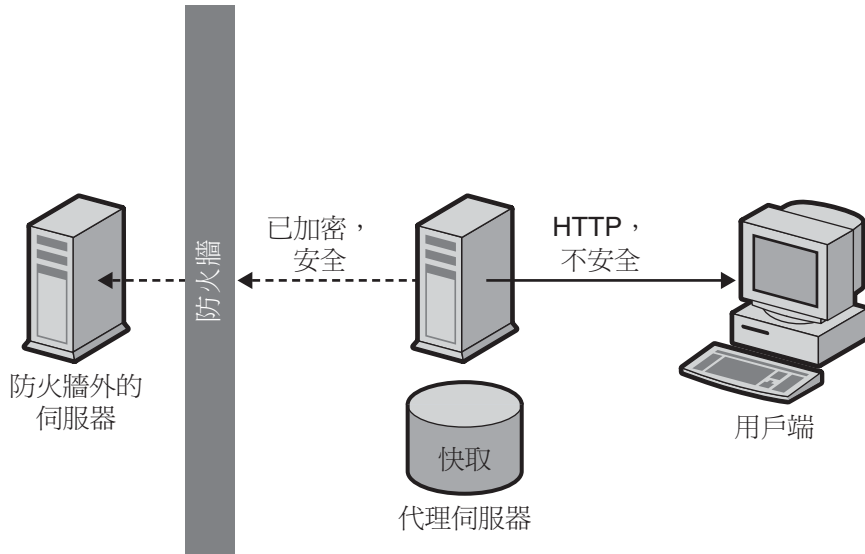 防火牆
已加密，
安全
HTTP，
不安全
防火牆外的
伺服器
快取
代理伺服器
用戶端